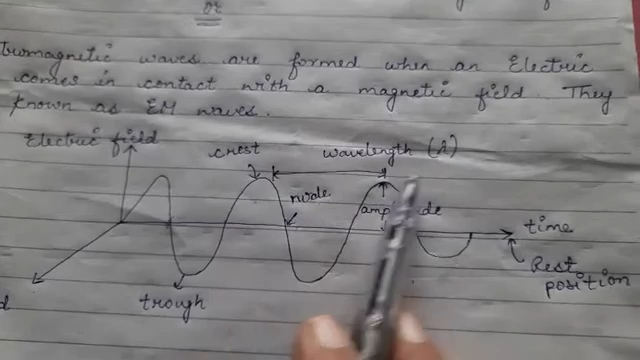 or
tromagnetic waves are formed when an Electric
comes in contact with a magnetic field. They
known as EM waves.
Electric field
crest
wavelength (λ)
node
time
Rest
position
trough